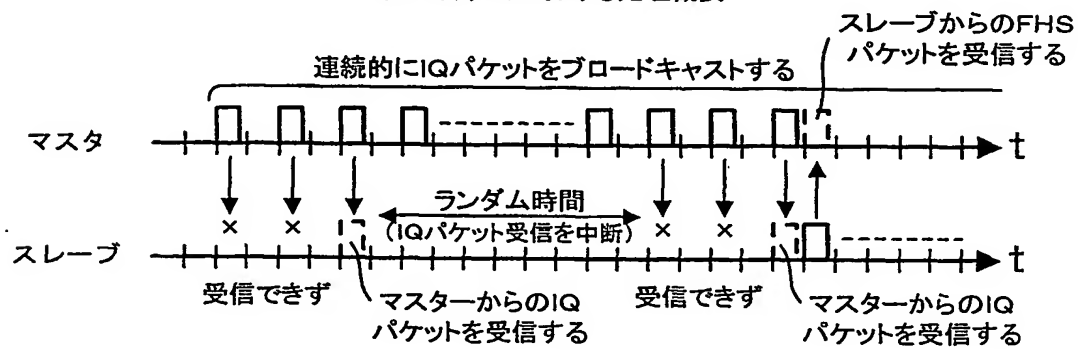 スレーブからのFHS
パケットを受信する
連続的にIQパケットをブロードキャストする
マスタ
t
ランダム時間
(IQパケット受信を中断)
× × × ×
スレーブ
t
受信できず
マスターからのIQ
パケットを受信する
受信できず
マスターからのIQ
パケットを受信する